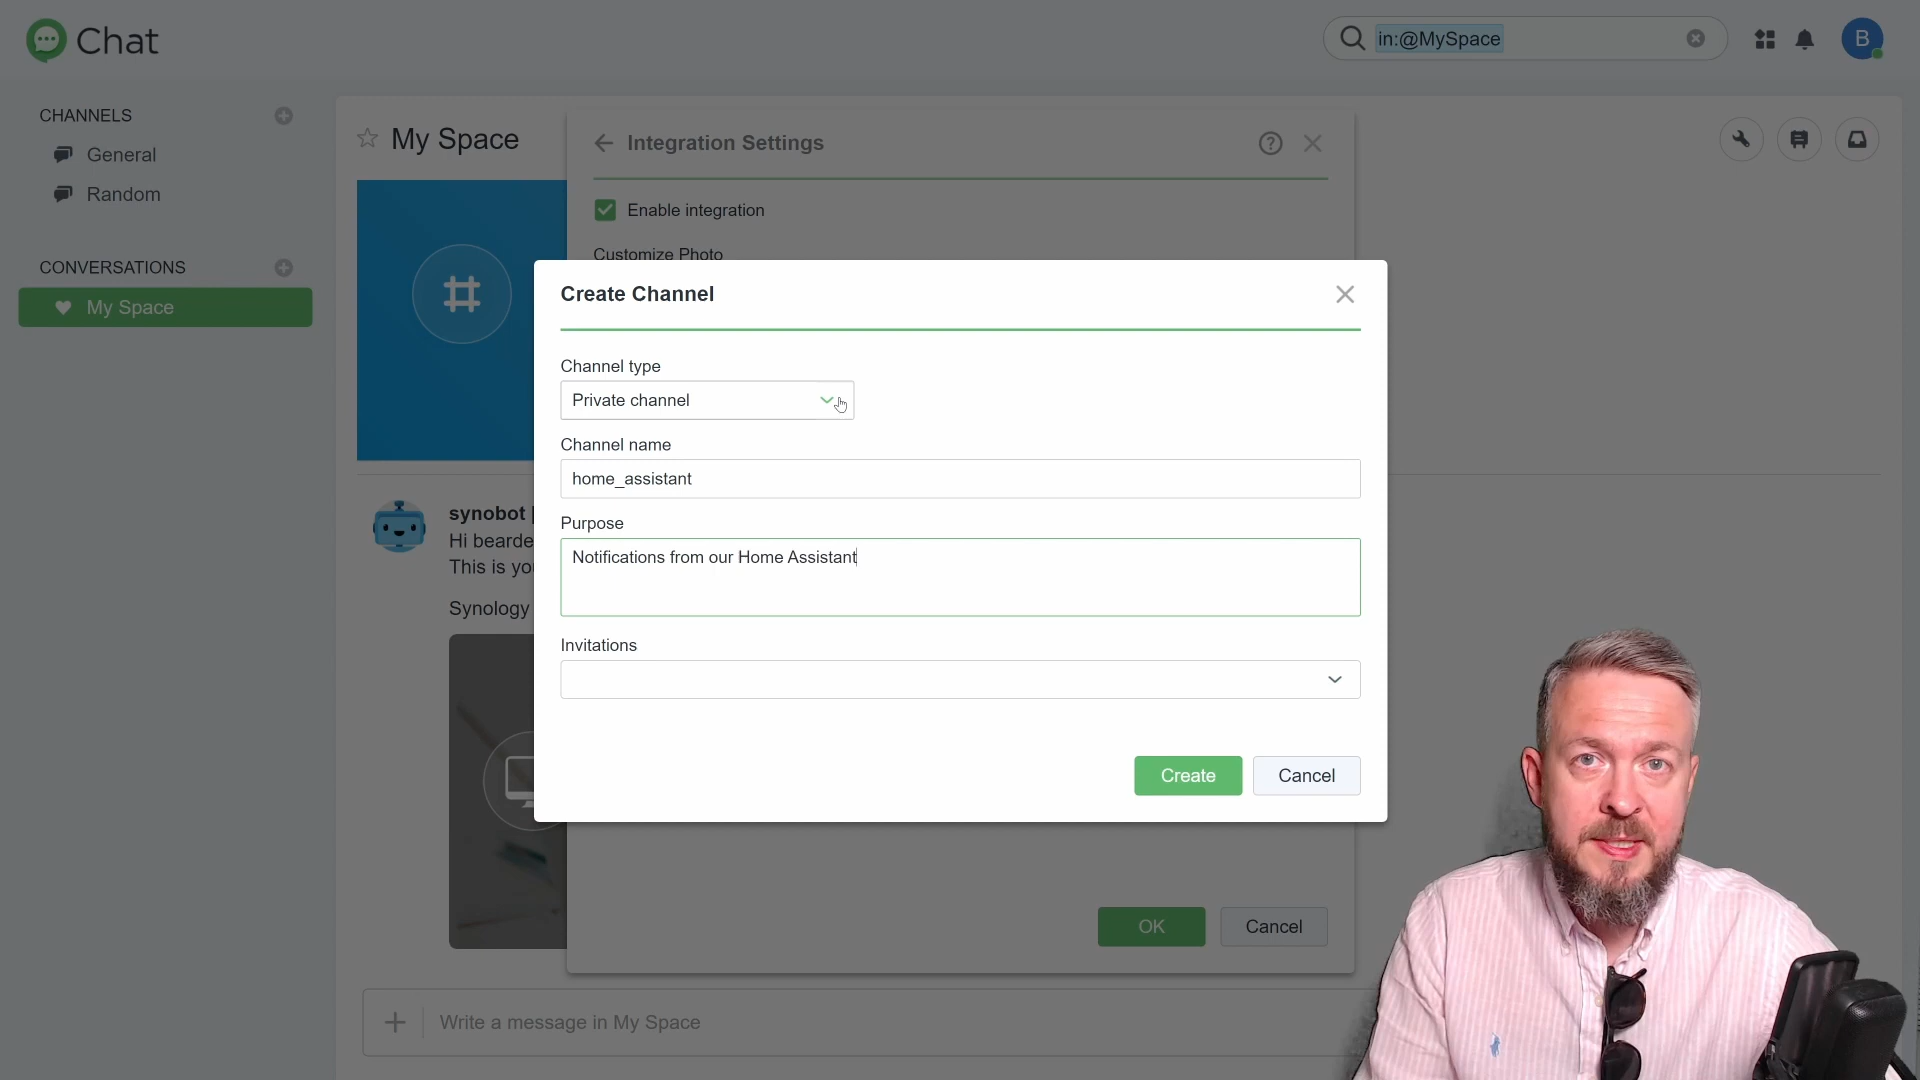 Chat
in:@MySpace
B
CHANNELS
General
Random
CONVERSATIONS
My Space
My Space
Integration Settings
Enable integration
Customize Photo
Create Channel
Channel type
Private channel
Channel name
home_assistant
Purpose
Notifications from our Home Assistant
Invitations
Create
Cancel
synobot
Hi bearde
This is yo
Synology
OK
Cancel
Write a message in My Space